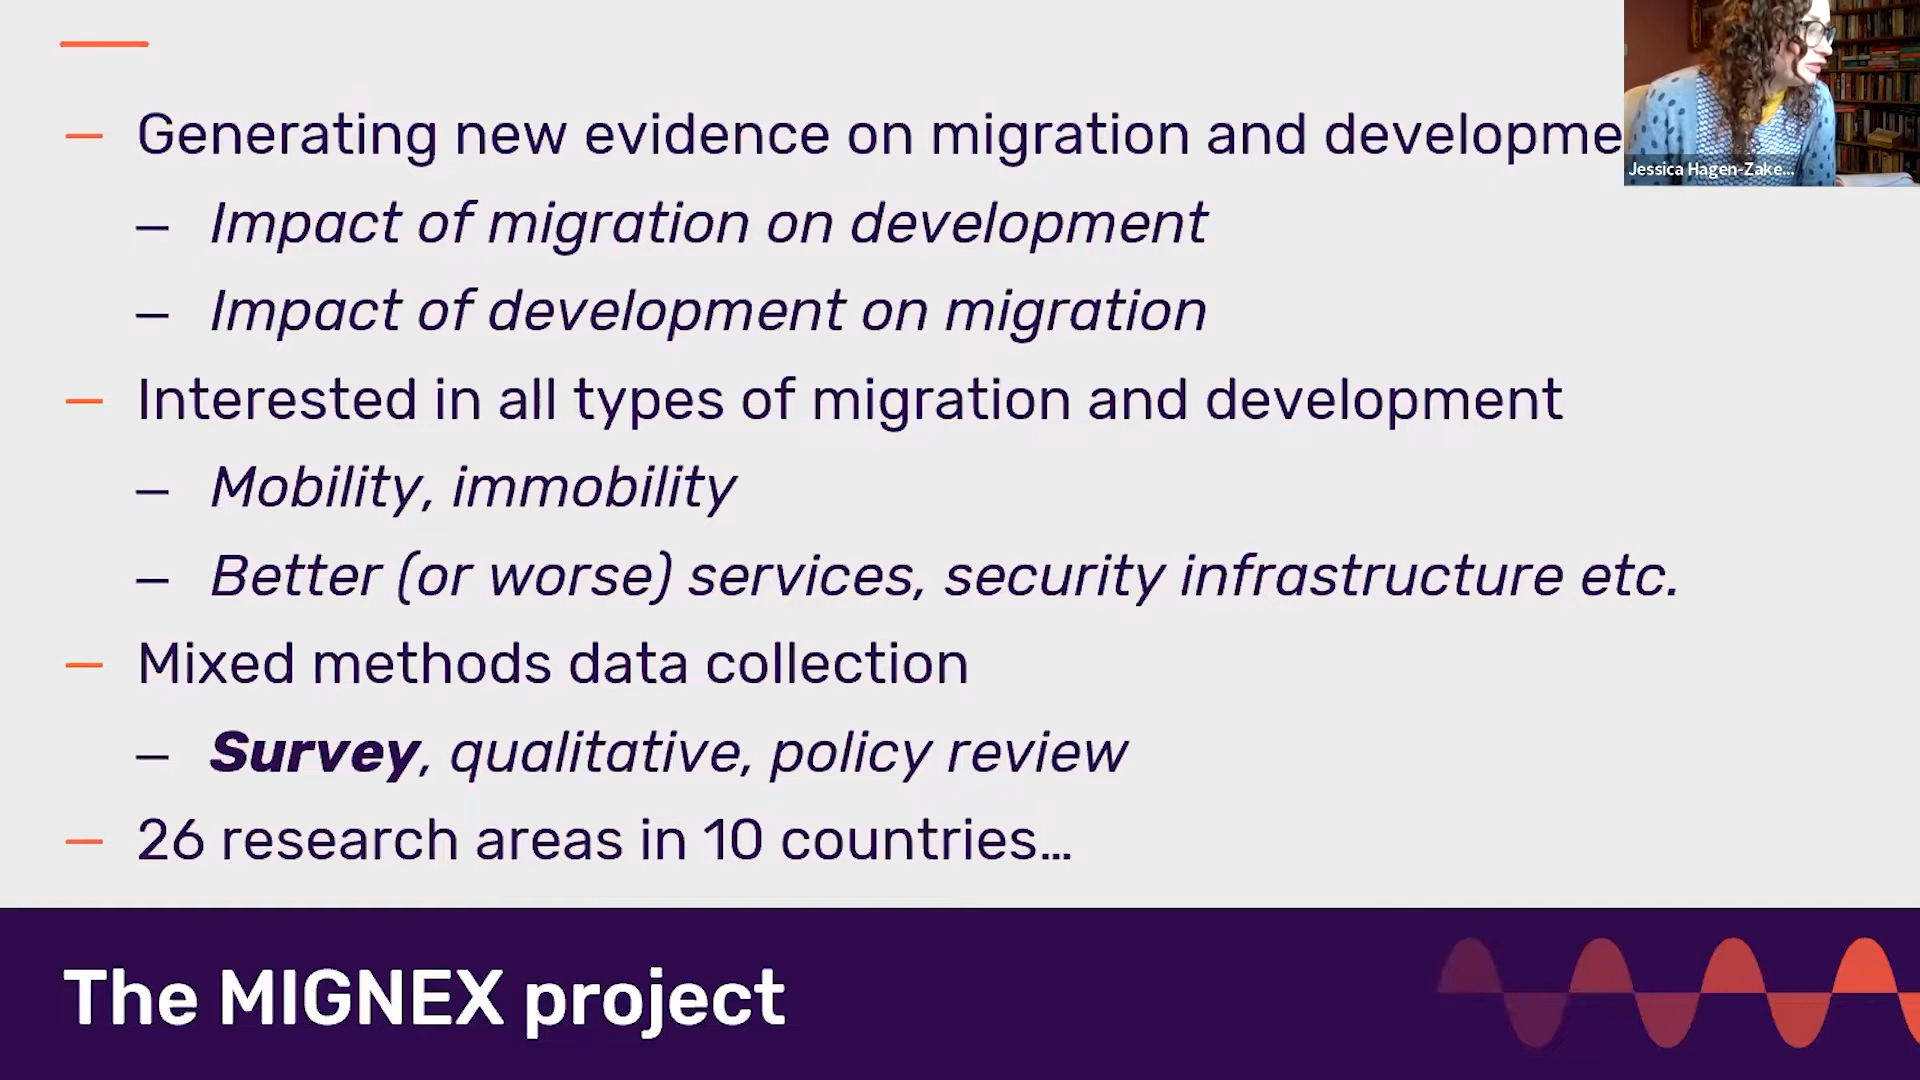 — Generating new evidence on migration and developme
Jessica Hagen-Zake...
— Impact of migration on development
— Impact of development on migration
— Interested in all types of migration and development
— Mobility, immobility
— Better (or worse) services, security infrastructure etc.
— Mixed methods data collection
— Survey, qualitative, policy review
— 26 research areas in 10 countries…
The MIGNEX project